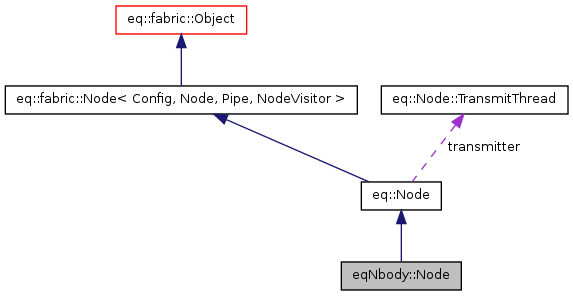 eq::fabric::Object
eq::fabric::Node< Config, Node, Pipe, NodeVisitor >
eq::Node::TransmitThread
transmitter
eq::Node
eqNbody::Node